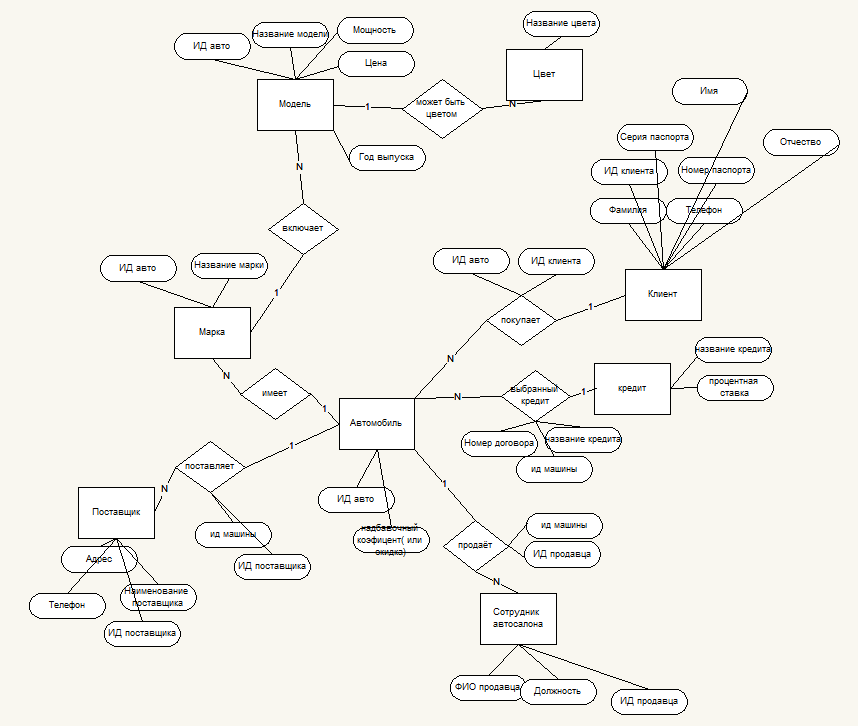 Название цвета
Название модели
Мощность
ИД авто
Цена
Цвет
Модель
1
может быть
цветом
N
Имя
Серия паспорта
Отчество
Год выпуска
N
ИД клиента
Номер паспорта
Фамилия
Телефон
включает
ИД авто
Название марки
ИД авто
ИД клиента
1
Клиент
1
покупает
Марка
N
название кредита
N
имеет
1
выбранный
кредит
1
кредит
процентная
ставка
N
Автомобиль
Номер договора
название кредита
1
поставляет
ид машины
N
1
ИД авто
Поставщик
надбавочный
коэфицент( или
скидка)
ид машины
ид машины
продаёт
ИД продавца
Адрес
ИД поставщика
N
Наименование
поставщика
Телефон
ИД поставщика
Сотрудник
автосалона
ФИО продавца
Должность
ИД продавца